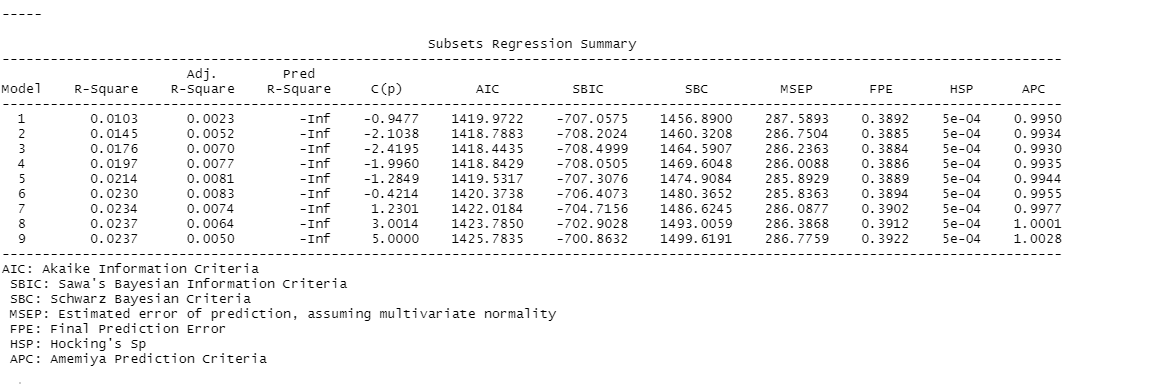 -----
Subsets Regression Summary
-----------------------------------------------------------------------------------------------------------------------------------
Adj. Pred
Model R-Square R-Square R-Square C(p) AIC SBIC SBC MSEP FPE HSP APC
-----------------------------------------------------------------------------------------------------------------------------------
1 0.0103 0.0023 -Inf -0.9477 1419.9722 -707.0575 1456.8900 287.5893 0.3892 5e-04 0.9950
2 0.0145 0.0052 -Inf -2.1038 1418.7883 -708.2024 1460.3208 286.7504 0.3885 5e-04 0.9934
3 0.0176 0.0070 -Inf -2.4195 1418.4435 -708.4999 1464.5907 286.2363 0.3884 5e-04 0.9930
4 0.0197 0.0077 -Inf -1.9960 1418.8429 -708.0505 1469.6048 286.0088 0.3886 5e-04 0.9935
5 0.0214 0.0081 -Inf -1.2849 1419.5317 -707.3076 1474.9084 285.8929 0.3889 5e-04 0.9944
6 0.0230 0.0083 -Inf -0.4214 1420.3738 -706.4073 1480.3652 285.8363 0.3894 5e-04 0.9955
7 0.0234 0.0074 -Inf 1.2301 1422.0184 -704.7156 1486.6245 286.0877 0.3902 5e-04 0.9977
8 0.0237 0.0064 -Inf 3.0014 1423.7850 -702.9028 1493.0059 286.3868 0.3912 5e-04 1.0001
9 0.0237 0.0050 -Inf 5.0000 1425.7835 -700.8632 1499.6191 286.7759 0.3922 5e-04 1.0028
-----------------------------------------------------------------------------------------------------------------------------------
AIC: Akaike Information Criteria
SBIC: Sawa's Bayesian Information Criteria
SBC: Schwarz Bayesian Criteria
MSEP: Estimated error of prediction, assuming multivariate normality
FPE: Final Prediction Error
HSP: Hocking's Sp
APC: Amemiya Prediction Criteria